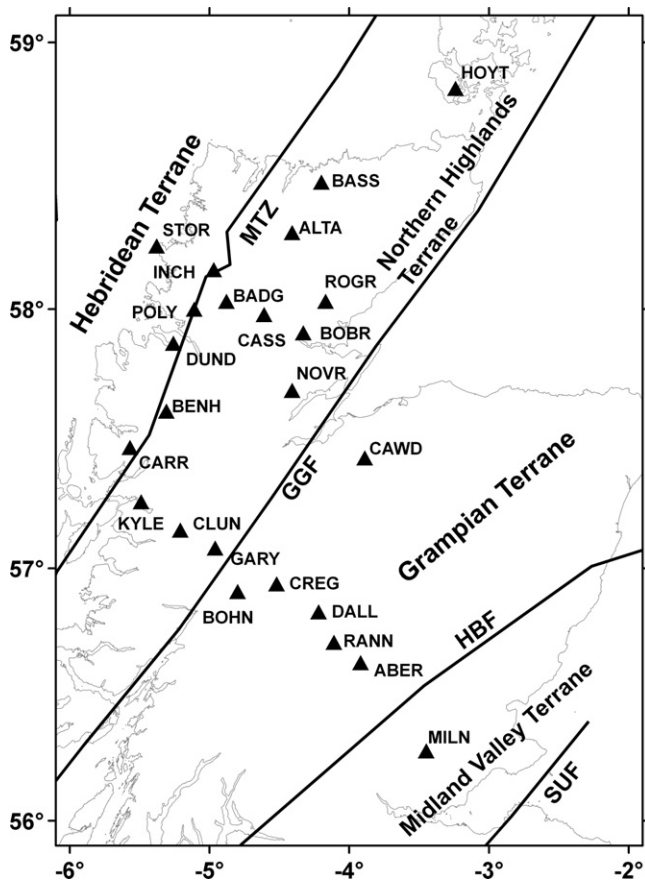 59°
58°
57°
56°
-6°
-5°
-4°
-3°
-2°
HOYT
BASS
ALTA
MTZ
Hebridean Terrane
STOR
INCH
Northern Highlands
Terrane
ROGR
BADG
POLY
CASS
BOBR
DUND
NOVR
BENH
CARR
CAWD
GGF
Grampian Terrane
KYLE
CLUN
GARY
CREG
BOHN
DALL
RANN
HBF
ABER
MILN
Midland Valley Terrane
SUF